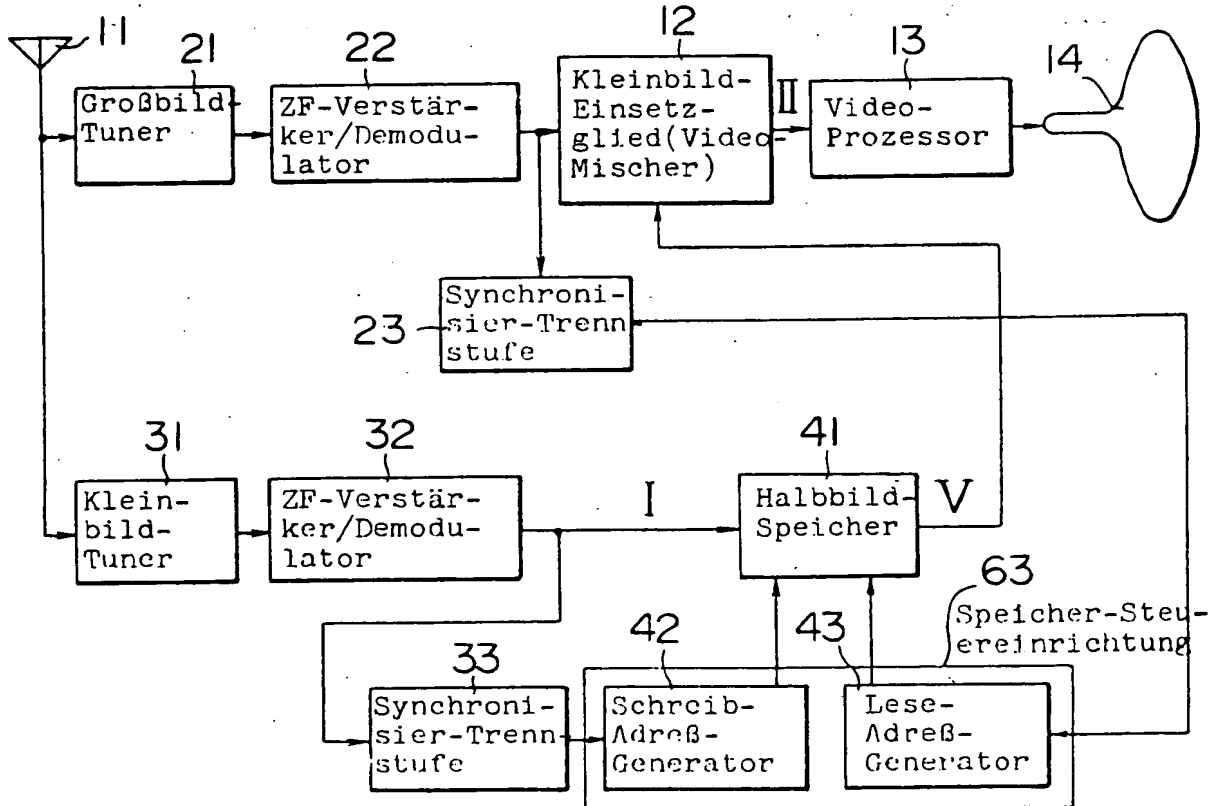 11
21
Großbild-
Tuner
22
ZF-Verstär-
ker/Demodu-
lator
12
Kleinbild-
Einsetz-
glied(Video-
Mischer)
II
13
Video-
Prozessor
14
23
Synchroni-
sier-Trenn
stufe
31
Klein-
bild-
Tuner
32
ZF-Verstär-
ker/Demodu-
lator
I
41
Halbbild-
Speicher
V
63
Speicher-Steu-
ereinrichtung
33
Synchroni-
sier-Trenn-
stufe
42
Schreib-
Adreß-
Generator
43
Lese-
Adreß-
Generator